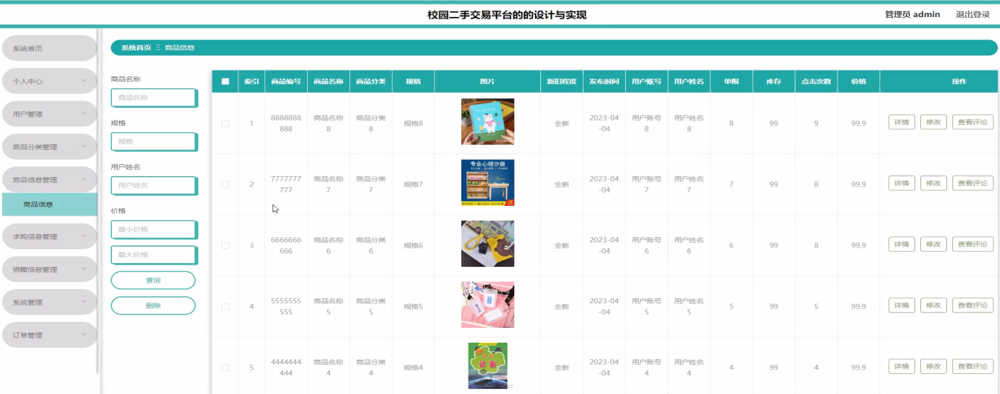 校园二手交易平台的的设计与实现
管理员 admin
退出登录
系统首页
个人中心
用户管理
商品分类管理
商品信息管理
商品信息
求购信息管理
捐赠信息管理
系统管理
订单管理
系统首页 Ξ 商品信息
商品名称
商品名称
规格
规格
用户姓名
用户姓名
价格
最小价格
最大价格
查询
删除
索引 商品编号 商品名称 商品分类 规格 图片 新旧程度 发布时间 用户账号 用户姓名 单限 库存 点击次数 价格 操作
1 8888888 商品名称 商品分类 规格8 全新 2023-04 用户账号 用户姓名 8 99 9 99.9 详情 修改 查看评论
888 8 8 -04 8 8
2 7777777 商品名称 商品分类 规格7 专业心理沙盘 全新 2023-04 用户账号 用户姓名 7 99 8 99.9 详情 修改 查看评论
777 7 7 -04 7 7
3 6666666 商品名称 商品分类 规格6 全新 2023-04 用户账号 用户姓名 6 99 8 99.9 详情 修改 查看评论
666 6 6 -04 6 6
4 5555555 商品名称 商品分类 规格5 全新 2023-04 用户账号 用户姓名 5 99 5 99.9 详情 修改 查看评论
555 5 5 -04 5 5
5 4444444 商品名称 商品分类 规格4 全新 2023-04 用户账号 用户姓名 4 99 4 99.9 详情 修改 查看评论
444 4 4 -04 4 4